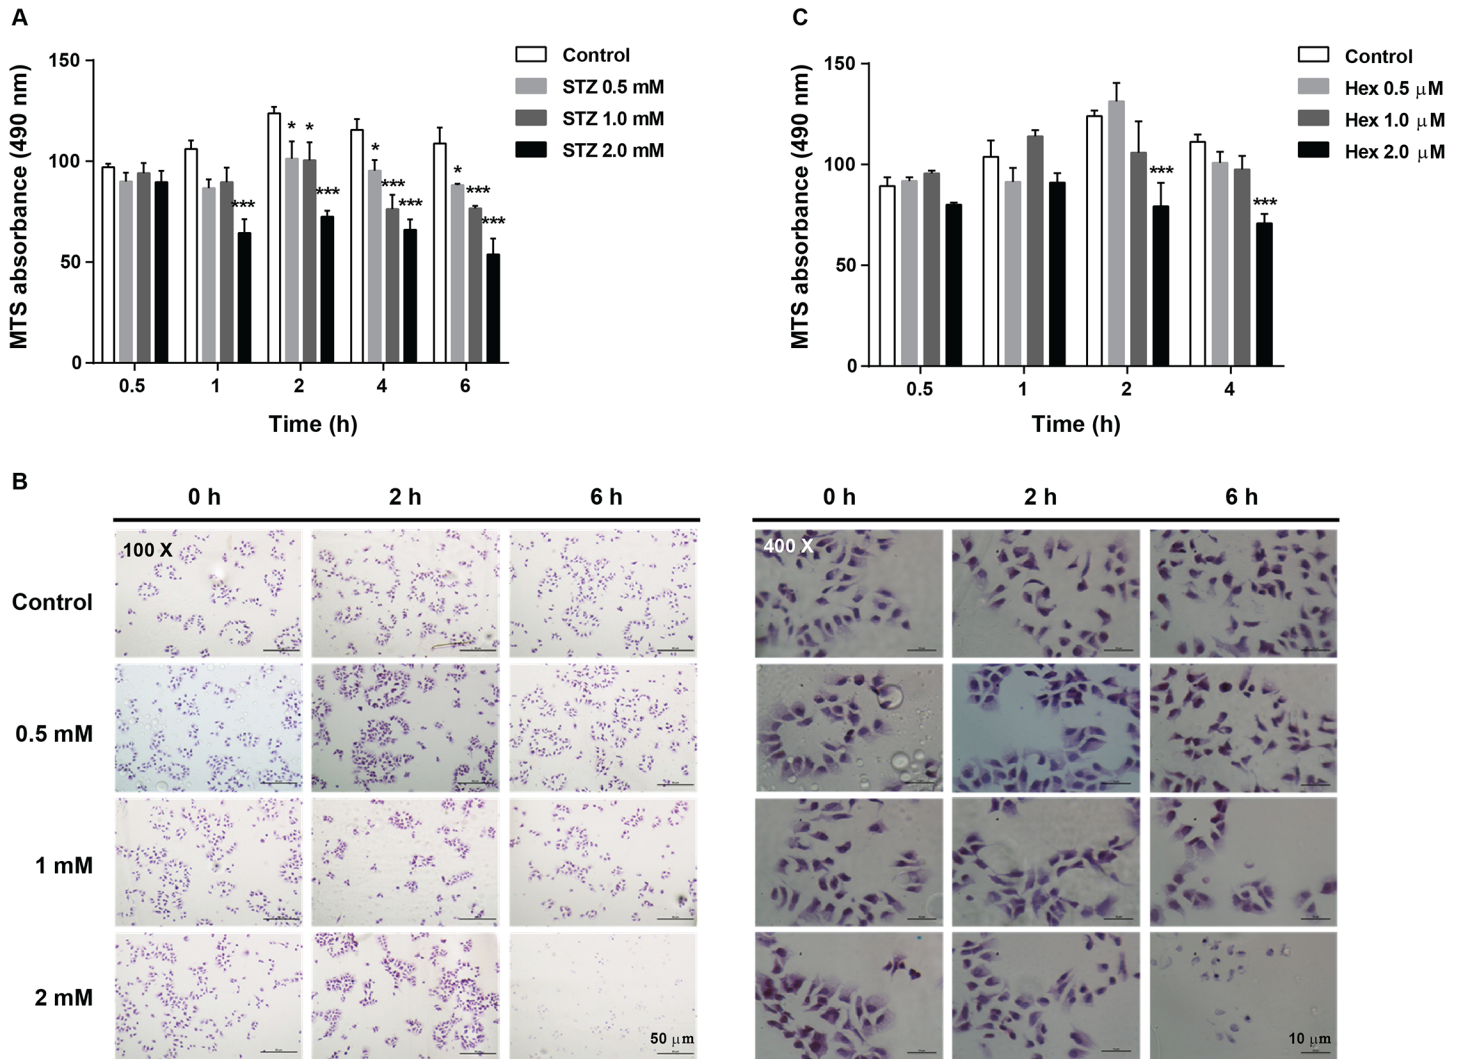 A
MTS absorbance (490 nm)
150
100
50
0
* *
*** *** * *** *** * *** ***
0.5 1 2 4 6
Time (h)
Control
STZ 0.5 mM
STZ 1.0 mM
STZ 2.0 mM
C
MTS absorbance (490 nm)
150
100
50
0
*** ***
0.5 1 2 4
Time (h)
Control
Hex 0.5 μM
Hex 1.0 μM
Hex 2.0 μM
B
0 h 2 h 6 h
0 h 2 h 6 h
100 X
400 X
Control
0.5 mM
1 mM
2 mM
50 μm
10 μm